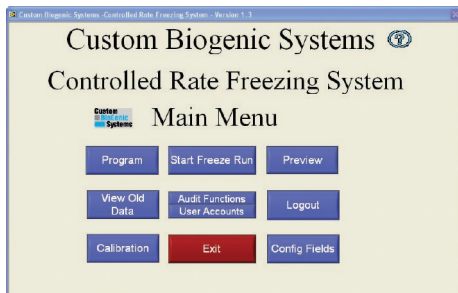 Custom Biogenic Systems -Controlled Rate Freezing System - Version 1.3
Custom Biogenic Systems
Controlled Rate Freezing System
Custom
BioGenic
Systems
Main Menu
Program
Start Freeze Run
Preview
View Old
Data
Audit Functions
User Accounts
Logout
Calibration
Exit
Config Fields